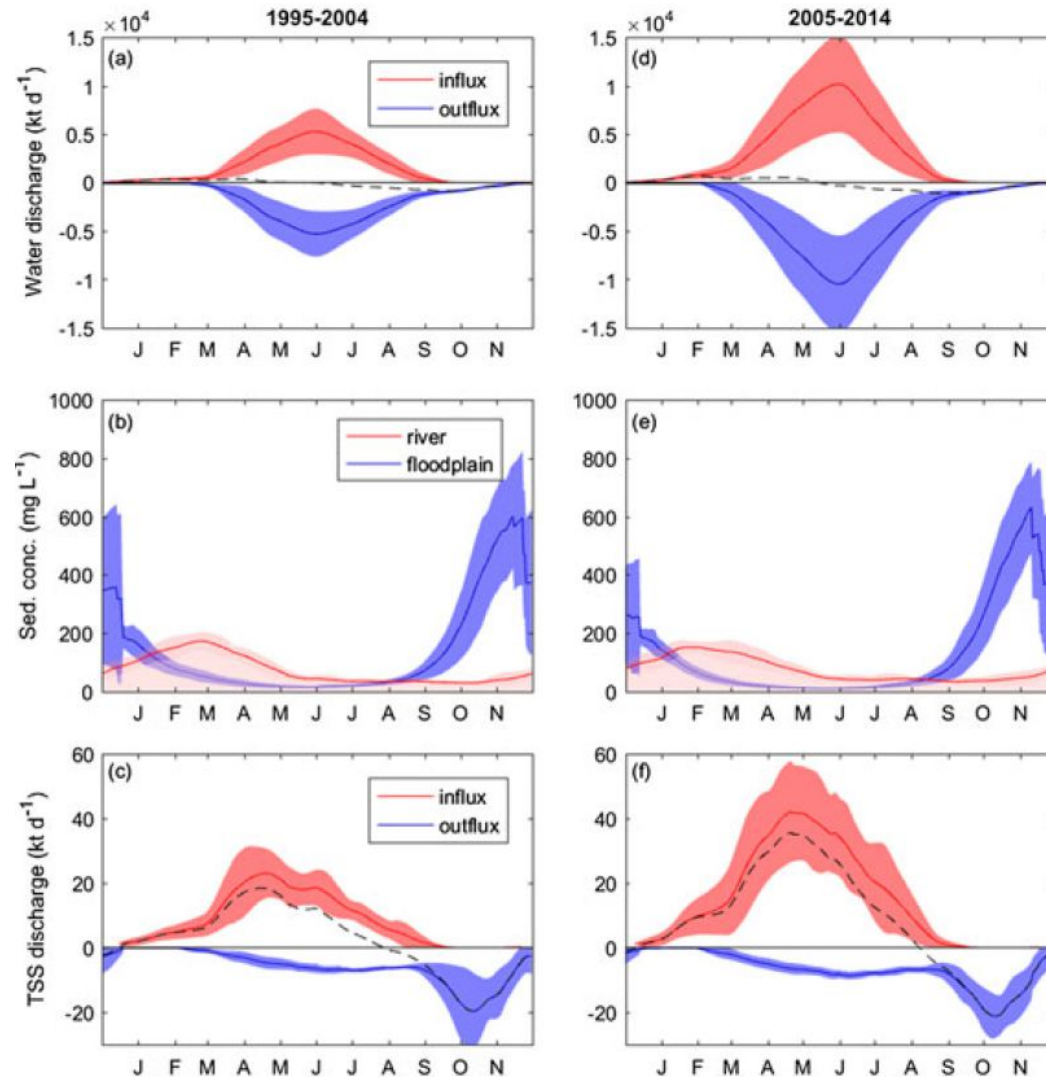 1995-2004
2005-2014
× 10⁴
(a)
influx
outflux
Water discharge (kt d⁻¹)
1.5
1
0.5
0
-0.5
-1
-1.5
J F M A M J J A S O N
× 10⁴
(d)
1.5
1
0.5
0
-0.5
-1
-1.5
J F M A M J J A S O N
(b)
river
floodplain
Sed. conc. (mg L⁻¹)
1000
800
600
400
200
0
J F M A M J J A S O N
(e)
1000
800
600
400
200
0
J F M A M J J A S O N
(c)
influx
outflux
TSS discharge (kt d⁻¹)
60
40
20
0
-20
J F M A M J J A S O N
(f)
60
40
20
0
-20
J F M A M J J A S O N